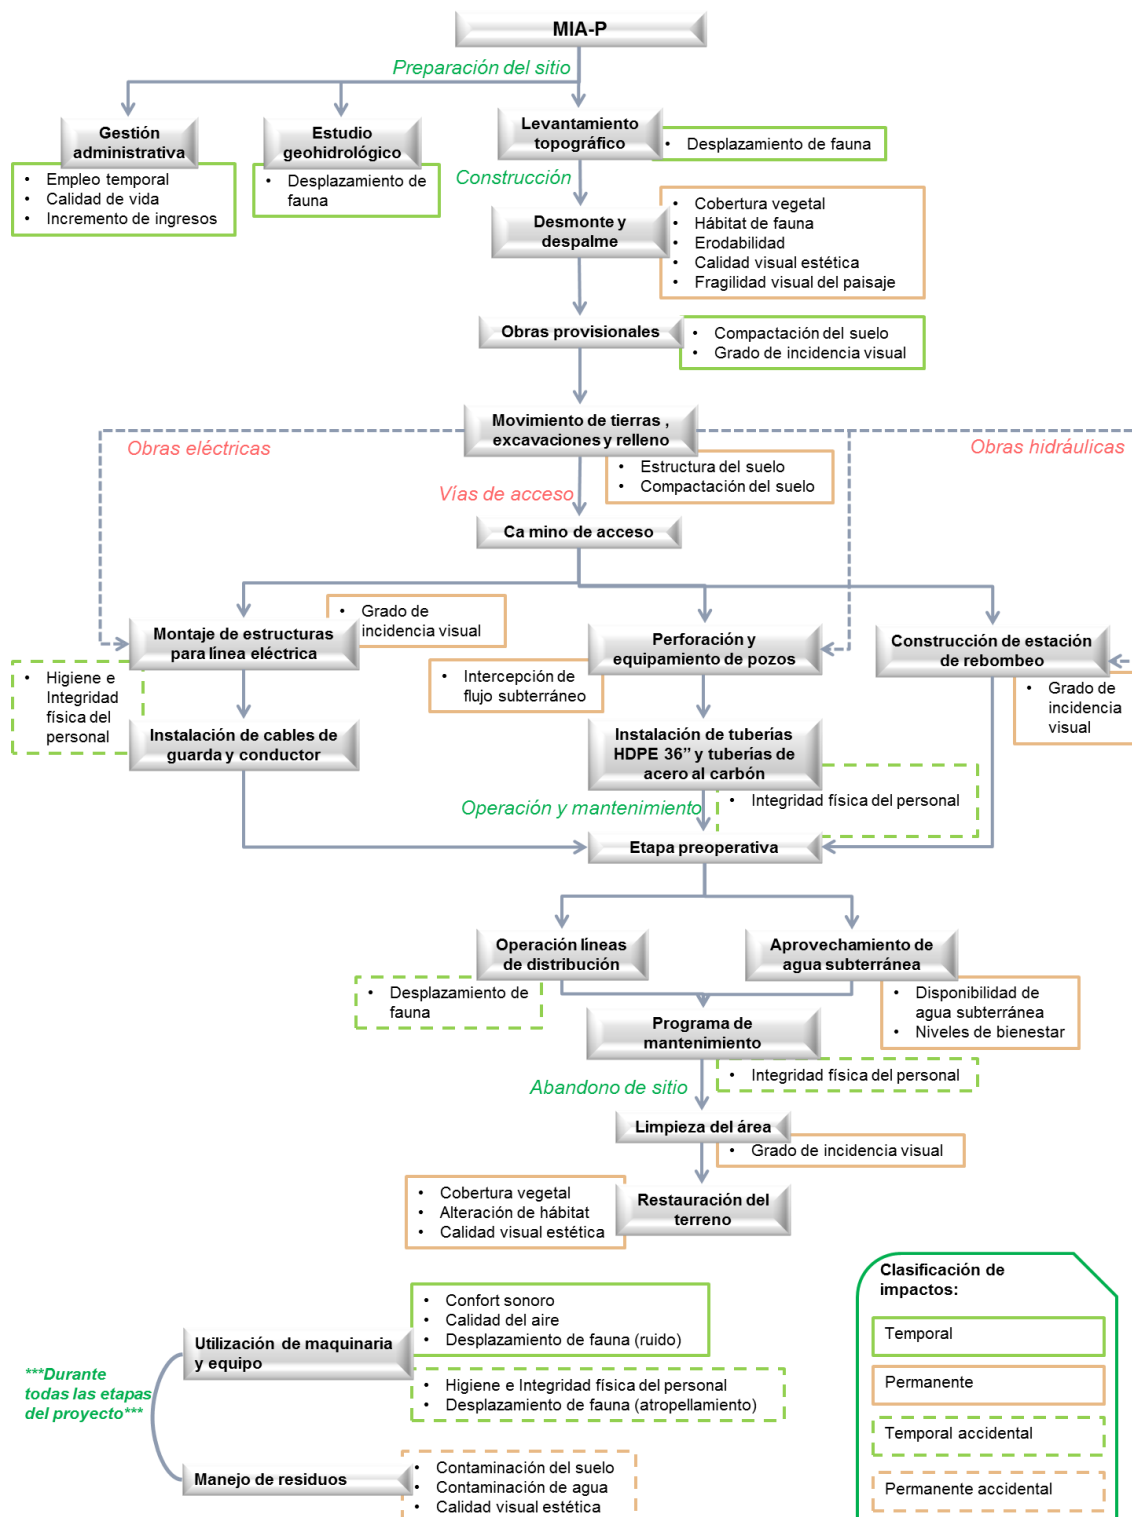 MIA-P
Preparación del sitio
Gestión
administrativa
• Empleo temporal
• Calidad de vida
• Incremento de ingresos
Estudio
geohidrológico
• Desplazamiento de
fauna
Levantamiento
topográfico
• Desplazamiento de fauna
Construcción
Desmonte y
despalme
• Cobertura vegetal
• Hábitat de fauna
• Erodabilidad
• Calidad visual estética
• Fragilidad visual del paisaje
Obras provisionales
• Compactación del suelo
• Grado de incidencia visual
Movimiento de tierras ,
excavaciones y relleno
• Estructura del suelo
• Compactación del suelo
Obras eléctricas
Obras hidráulicas
Vías de acceso
Ca mino de acceso
Montaje de estructuras
para línea eléctrica
• Grado de
incidencia visual
• Higiene e
Integridad
física del
personal
Instalación de cables de
guarda y conductor
Perforación y
equipamiento de pozos
• Intercepción de
flujo subterráneo
Construcción de estación
de rebombeo
• Grado de
incidencia
visual
Instalación de tuberías
HDPE 36” y tuberías de
acero al carbón
• Integridad física del personal
Operación y mantenimiento
Etapa preoperativa
Operación líneas
de distribución
• Desplazamiento de
fauna
Aprovechamiento de
agua subterránea
• Disponibilidad de
agua subterránea
• Niveles de bienestar
Programa de
mantenimiento
• Integridad física del personal
Abandono de sitio
Limpieza del área
• Grado de incidencia visual
Restauración del
terreno
• Cobertura vegetal
• Alteración de hábitat
• Calidad visual estética
***Durante
todas las etapas
del proyecto***
Utilización de maquinaria
y equipo
• Confort sonoro
• Calidad del aire
• Desplazamiento de fauna (ruido)
• Higiene e Integridad física del personal
• Desplazamiento de fauna (atropellamiento)
Manejo de residuos
• Contaminación del suelo
• Contaminación de agua
• Calidad visual estética
Clasificación de
impactos:
Temporal
Permanente
Temporal accidental
Permanente accidental